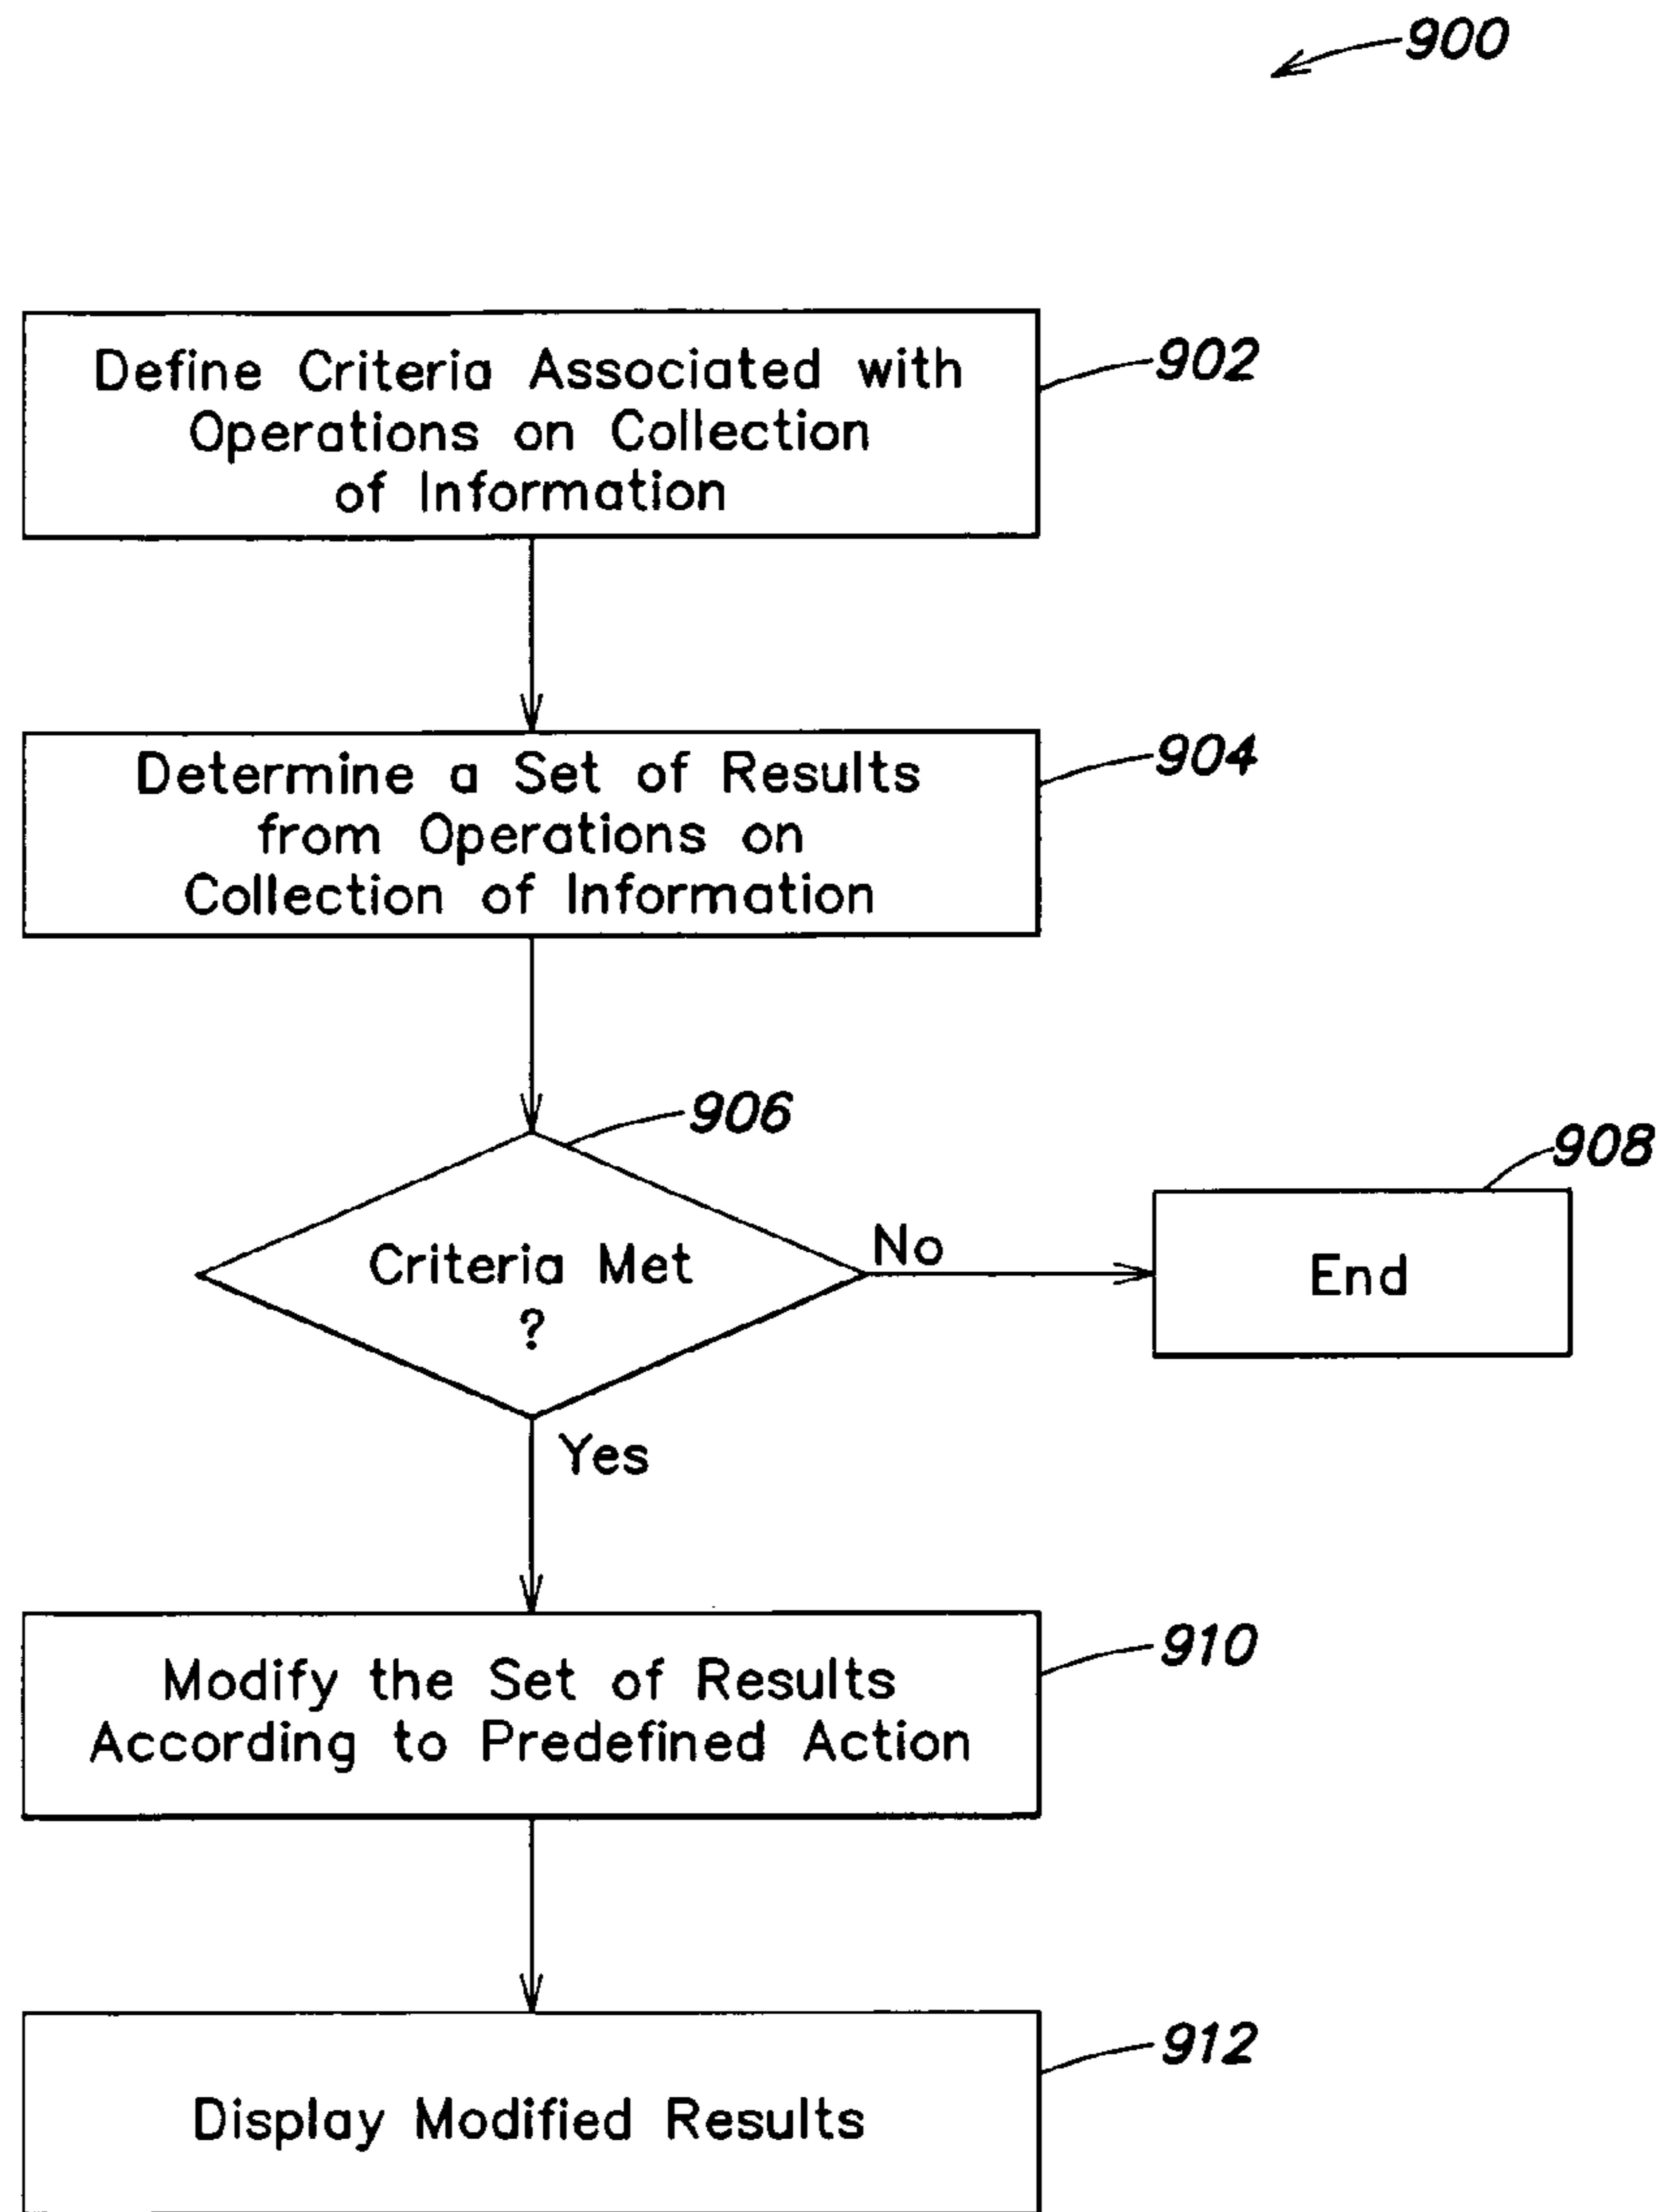 900
Define Criteria Associated with
Operations on Collection
of Information
902
Determine a Set of Results
from Operations on
Collection of Information
904
906
Criteria Met
?
No
908
End
Yes
Modify the Set of Results
According to Predefined Action
910
Display Modified Results
912